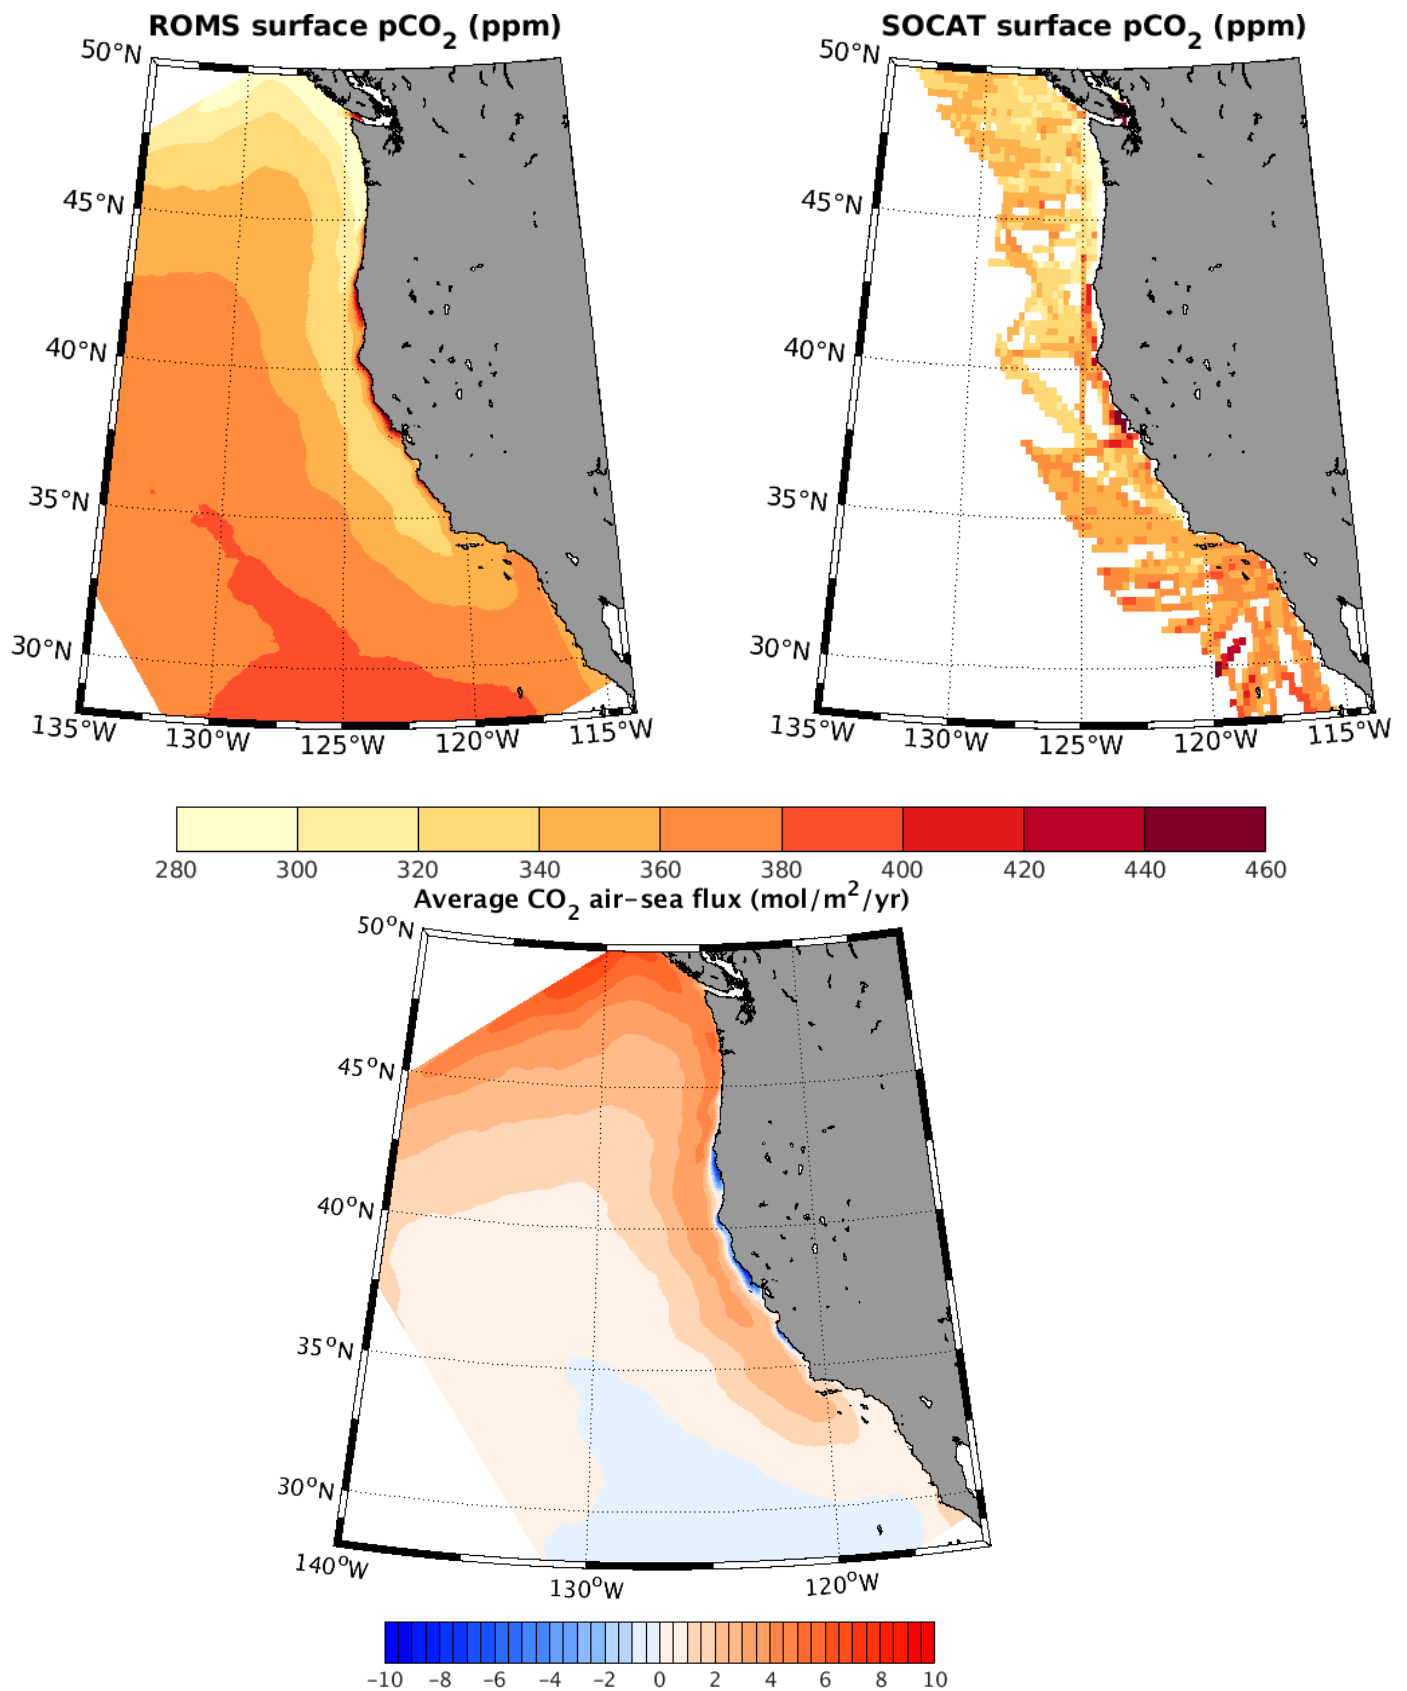 ROMS surface pCO2 (ppm)
SOCAT surface pCO2 (ppm)
50°N
45°N
40°N
35°N
30°N
135°W 130°W 125°W 120°W 115°W
50°N
45°N
40°N
35°N
30°N
135°W 130°W 125°W 120°W 115°W
280 300 320 340 360 380 400 420 440 460
Average CO2 air-sea flux (mol/m2/yr)
50°N
45°N
40°N
35°N
30°N
140°W 130°W 120°W
-10 -8 -6 -4 -2 0 2 4 6 8 10